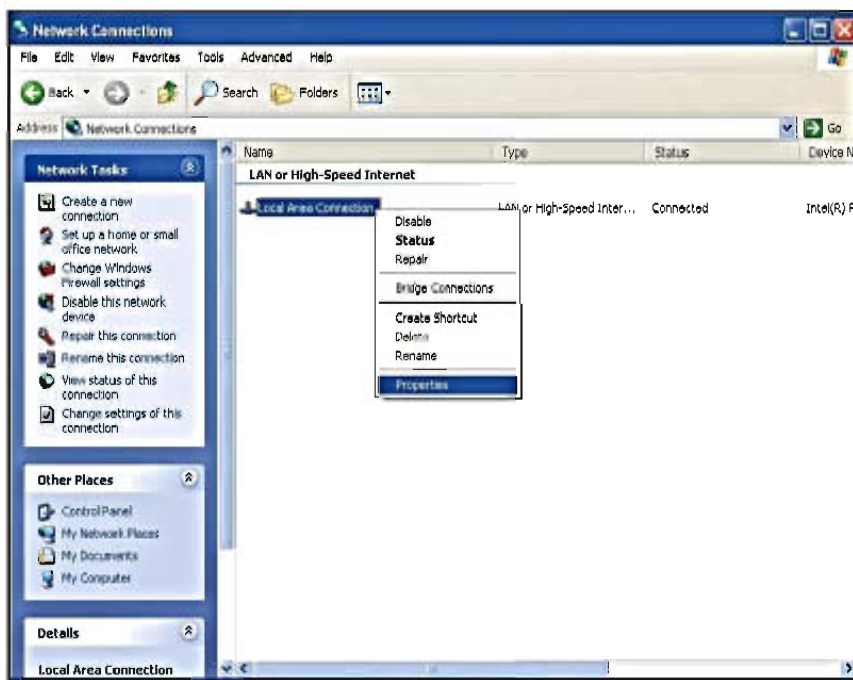 Network Connections
File Edit View Favorites Tools Advanced Help
Back Search Folders
Address Network Connections Go
Name Type Status Device N
LAN or High-Speed Internet
Local Area Connection LAN or High-Speed Inter... Connected Intel(R) P
Network Tasks
Create a new
connection
Set up a home or small
office network
Change Windows
Firewall settings
Disable this network
device
Repair this connection
Rename this connection
View status of this
connection
Change settings of this
connection
Other Places
Control Panel
My Network Places
My Documents
My Computer
Details
Local Area Connection
Disable
Status
Repair
Bridge Connections
Create Shortcut
Delete
Rename
Properties